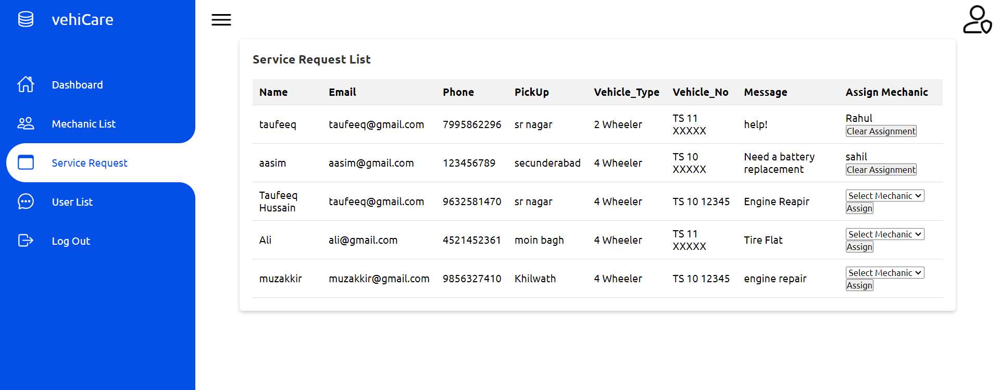 vehiCare
Dashboard
Mechanic List
Service Request
User List
Log Out
Service Request List
Name Email Phone PickUp Vehicle_Type Vehicle_No Message Assign Mechanic
taufeeq taufeeq@gmail.com 7995862296 sr nagar 2 Wheeler TS 11 XXXXX help! Rahul
Clear Assignment
aasim aasim@gmail.com 123456789 secunderabad 4 Wheeler TS 10 XXXXX Need a battery replacement sahil
Clear Assignment
Taufeeq Hussain taufeeq@gmail.com 9632581470 sr nagar 4 Wheeler TS 10 12345 Engine Reapir Select Mechanic
Assign
Ali ali@gmail.com 4521452361 moin bagh 4 Wheeler TS 11 XXXXX Tire Flat Select Mechanic
Assign
muzakkir muzakkir@gmail.com 9856327410 Khilwath 4 Wheeler TS 10 12345 engine repair Select Mechanic
Assign